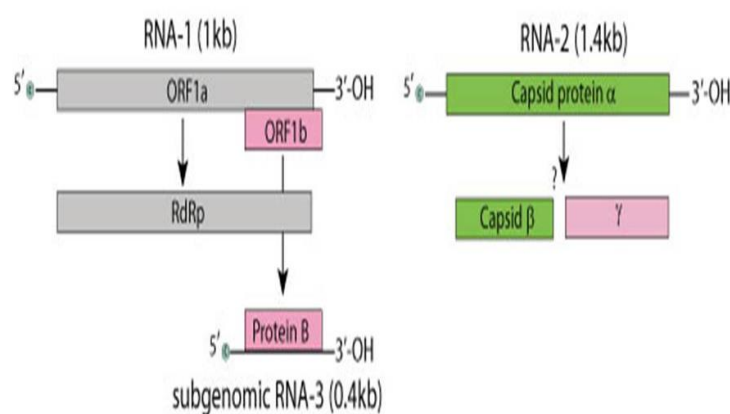 RNA-1 (1kb)
5′ c ORF1a 3′-OH
ORF1b
RdRp
Protein B
5′ c 3′-OH
subgenomic RNA-3 (0.4kb)
RNA-2 (1.4kb)
5′ c Capsid protein α 3′-OH
?
Capsid β γ